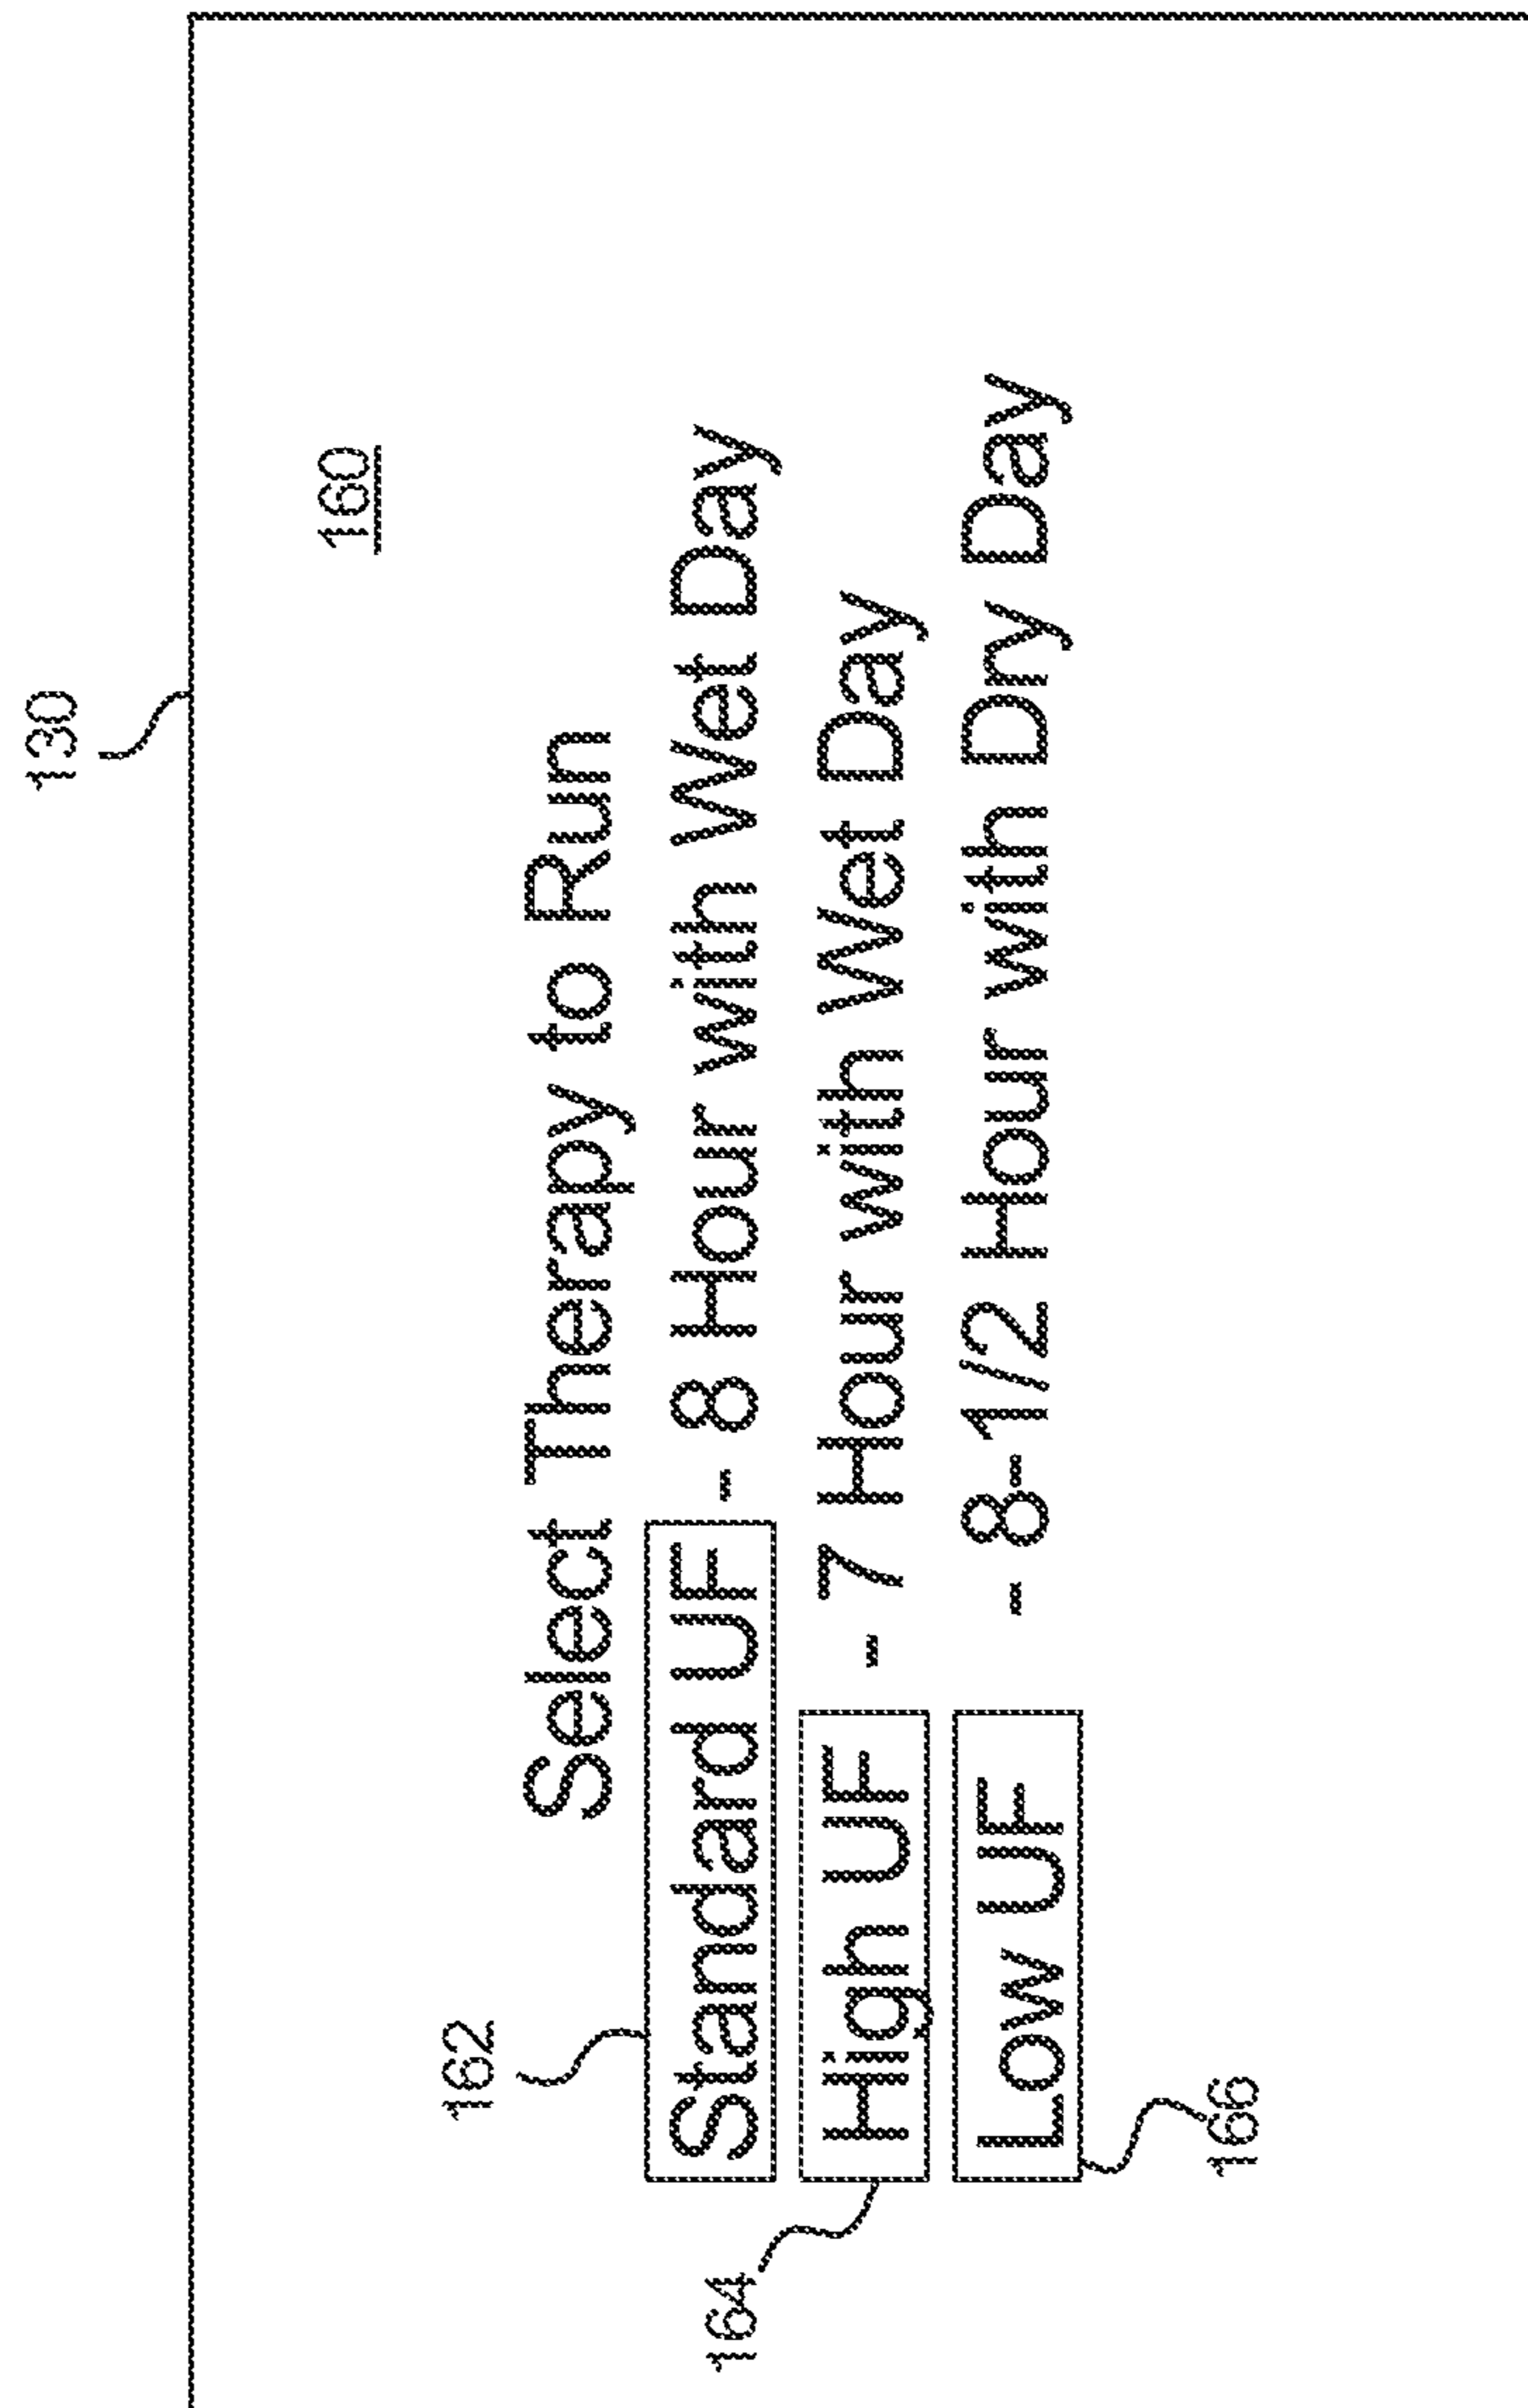 130
160
Select Therapy to Run
162
Standard UF - 8 Hour with Wet Day
164
High UF - 7 Hour with Wet Day
Low UF - 8-1/2 Hour with Dry Day
166